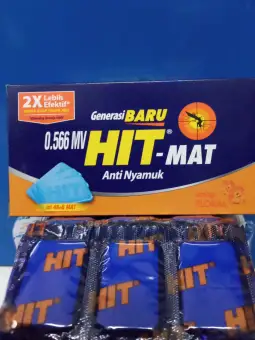 2X Lebih
Efektif*
Generasi BARU
0.566 MV HIT®-MAT
Anti Nyamuk
HIT HIT HIT